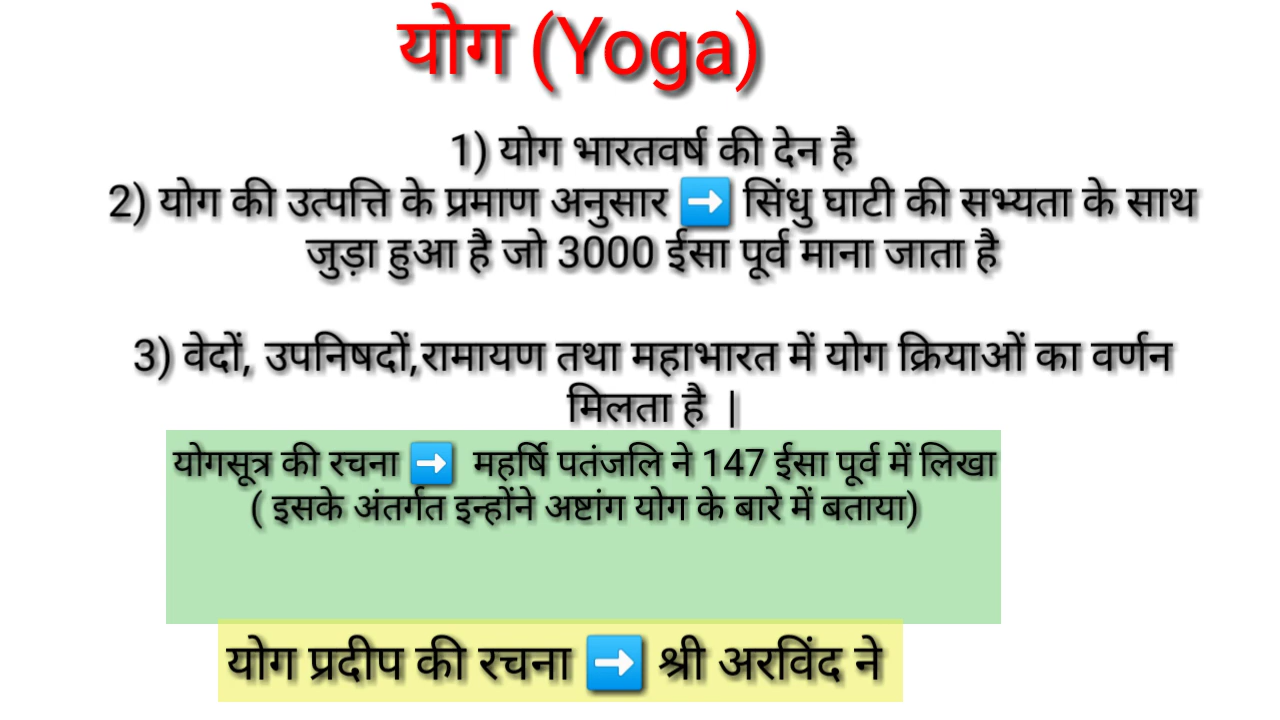 योग (Yoga)
1) योग भारतवर्ष की देन है
2) योग की उत्पत्ति के प्रमाण अनुसार ➡️ सिंधु घाटी की सभ्यता के साथ
जुड़ा हुआ है जो 3000 ईसा पूर्व माना जाता है
3) वेदों, उपनिषदों,रामायण तथा महाभारत में योग क्रियाओं का वर्णन
मिलता है |
योगसूत्र की रचना ➡️ महर्षि पतंजलि ने 147 ईसा पूर्व में लिखा
( इसके अंतर्गत इन्होंने अष्टांग योग के बारे में बताया)
योग प्रदीप की रचना ➡️ श्री अरविंद ने